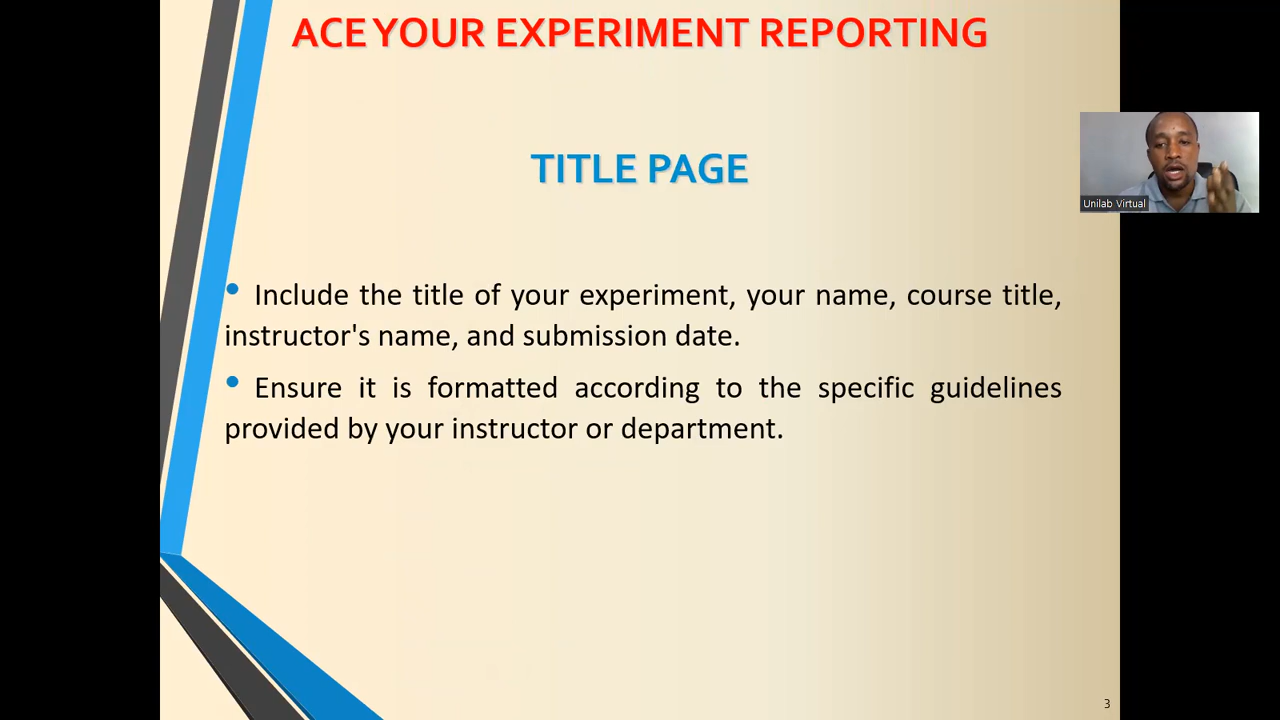 ACE YOUR EXPERIMENT REPORTING
TITLE PAGE
Unilab Virtual
• Include the title of your experiment, your name, course title,
instructor's name, and submission date.
• Ensure it is formatted according to the specific guidelines
provided by your instructor or department.
3